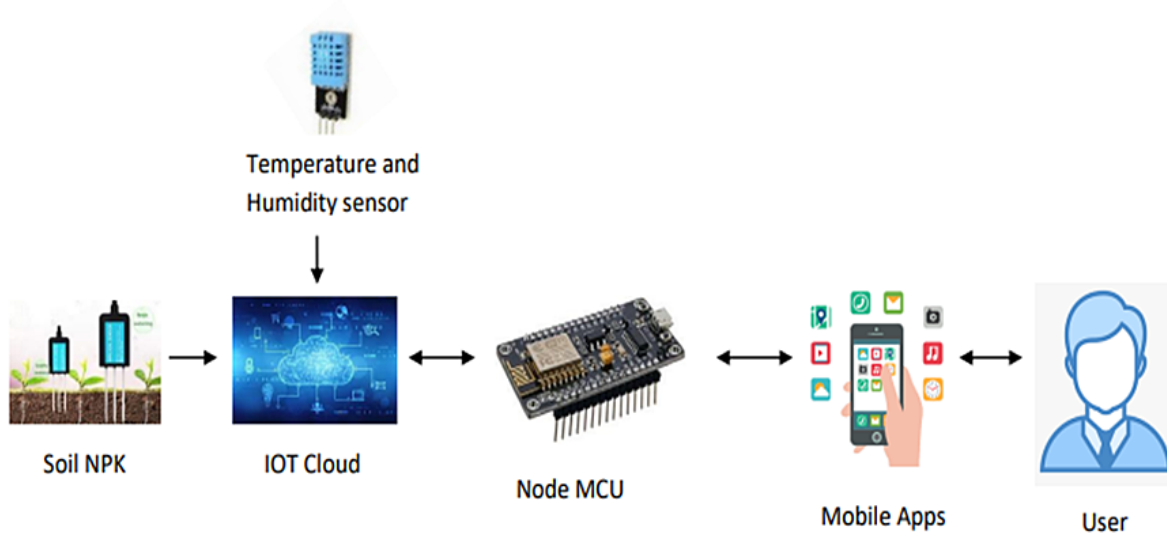 Temperature and
Humidity sensor
Soil NPK
IOT Cloud
Node MCU
Mobile Apps
User